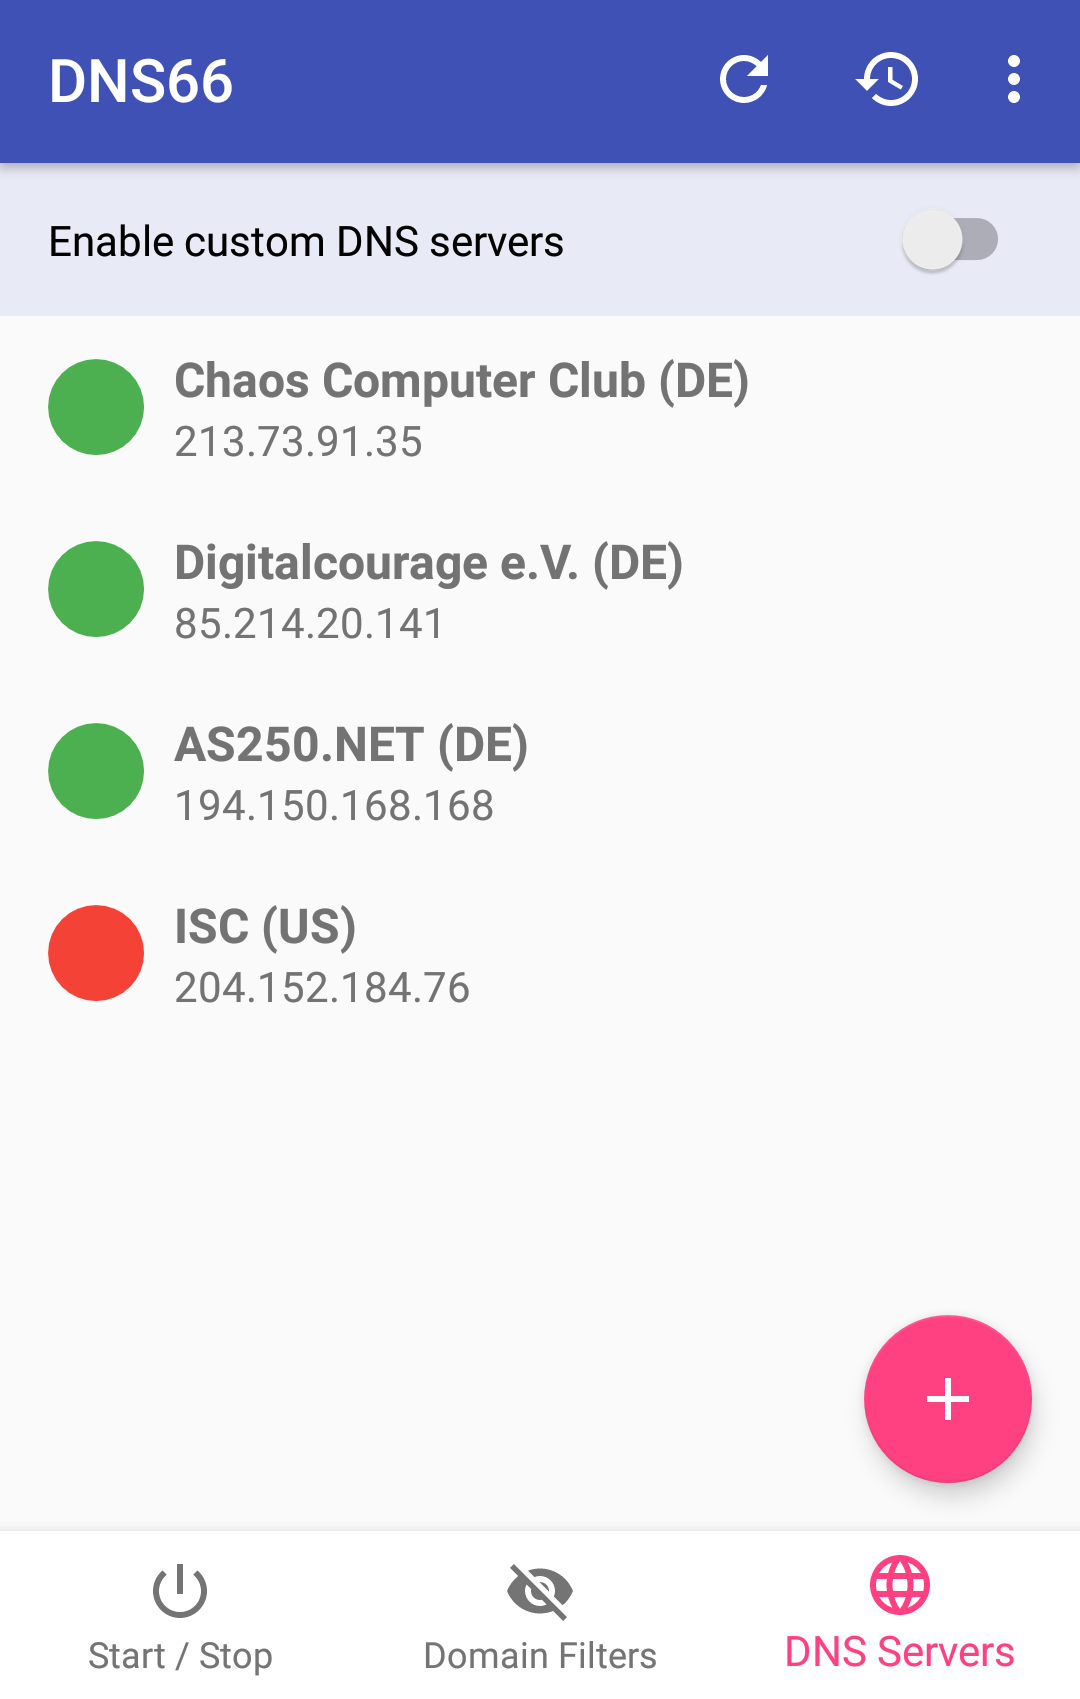 DNS66
Enable custom DNS servers
Chaos Computer Club (DE)
213.73.91.35
Digitalcourage e.V. (DE)
85.214.20.141
AS250.NET (DE)
194.150.168.168
ISC (US)
204.152.184.76
Start / Stop
Domain Filters
DNS Servers